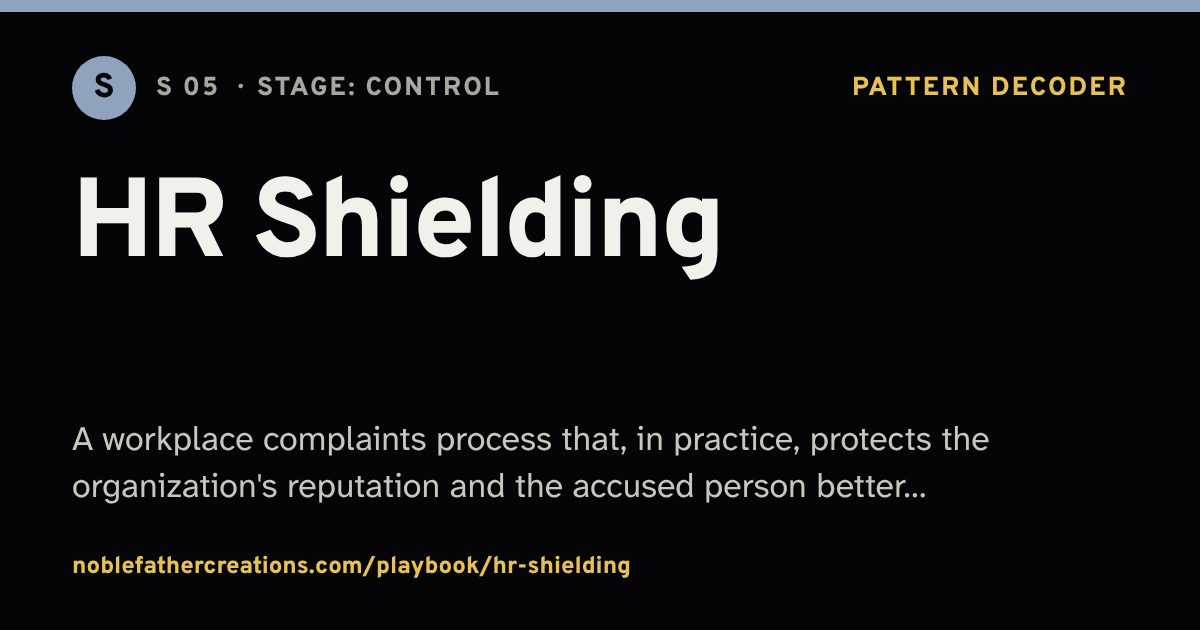 S
S 05 · STAGE: CONTROL
PATTERN DECODER
HR Shielding
A workplace complaints process that, in practice, protects the
organization's reputation and the accused person better...
noblefathercreations.com/playbook/hr-shielding